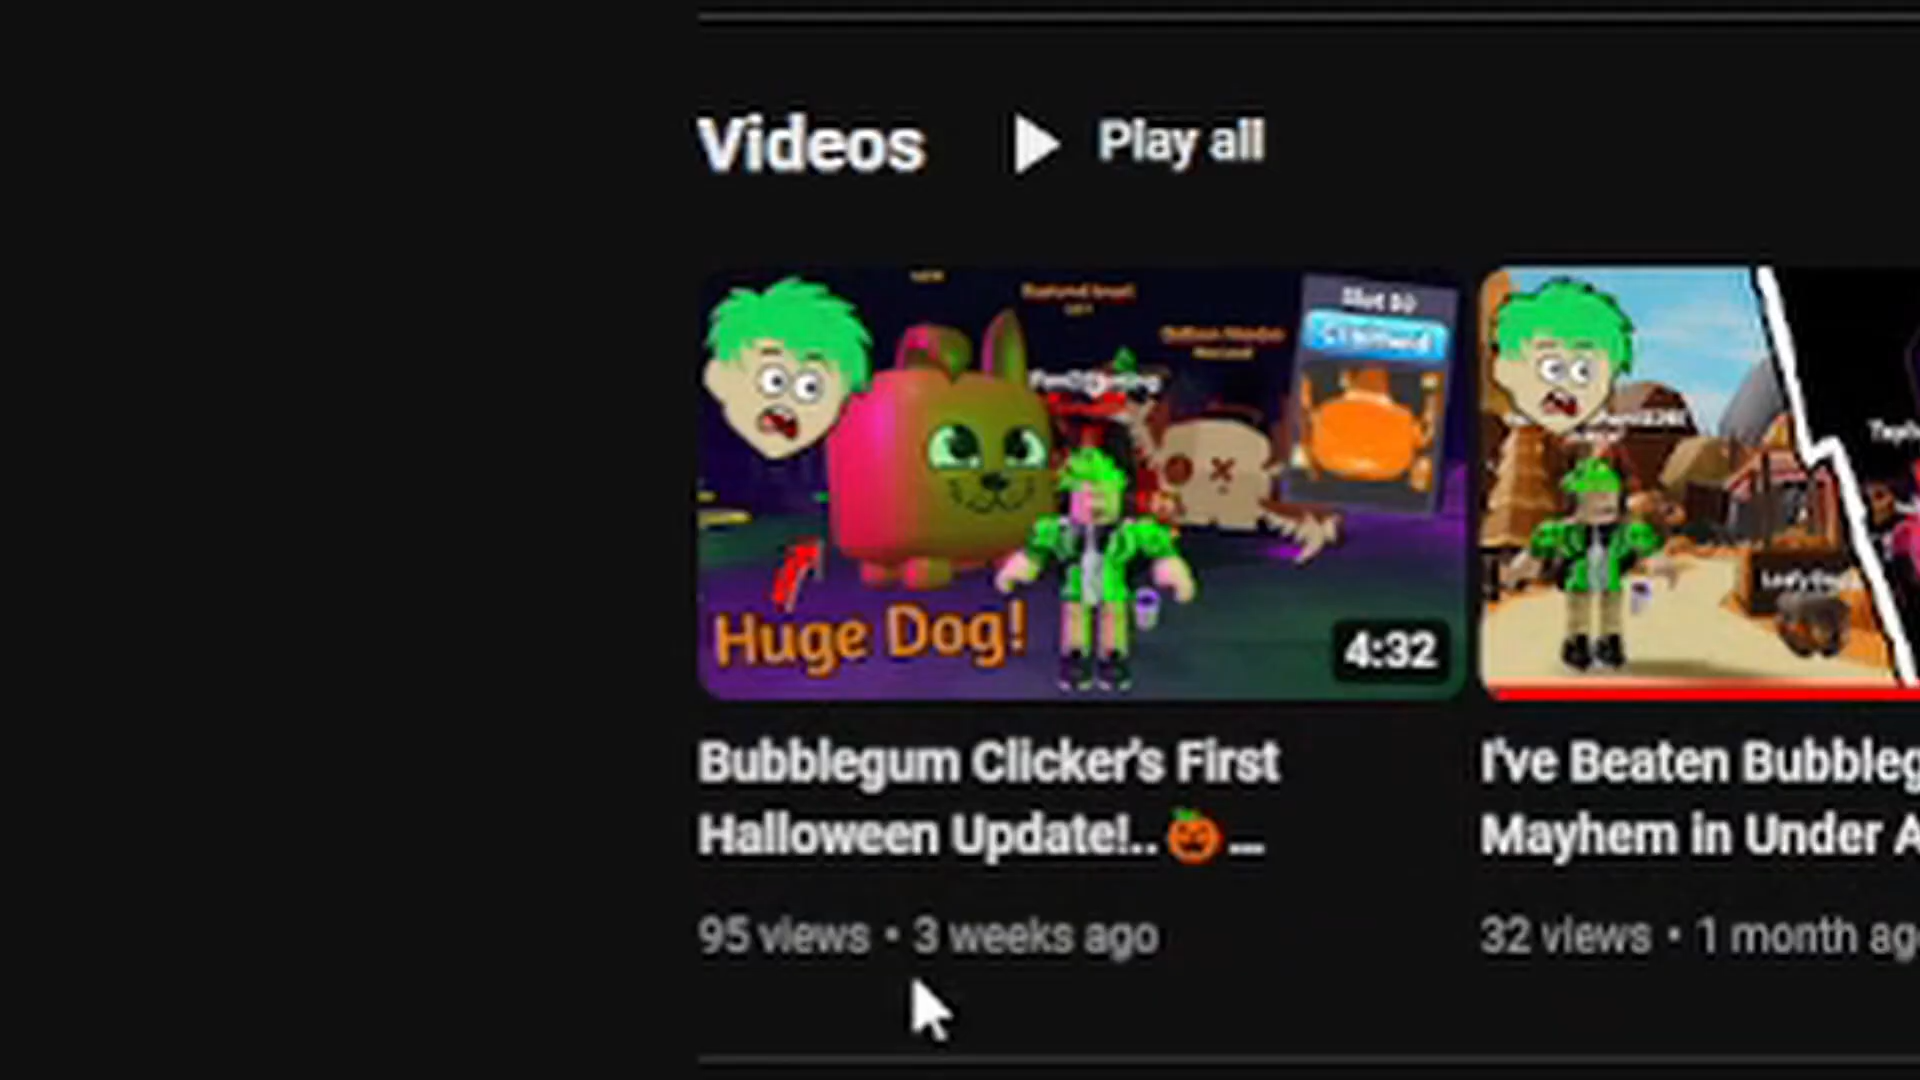 Videos
Play all
Huge Dog!
4:32
Bubblegum Clicker's First
Halloween Update!..🎃...
95 views • 3 weeks ago
I've Beaten Bubbleg
Mayhem in Under A
32 views • 1 month ag